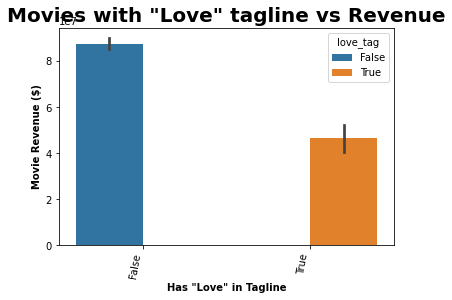 Movies with "Love" tagline vs Revenue
1e7
love_tag
False
True
8
6
4
2
0
Movie Revenue ($)
False
True
Has "Love" in Tagline